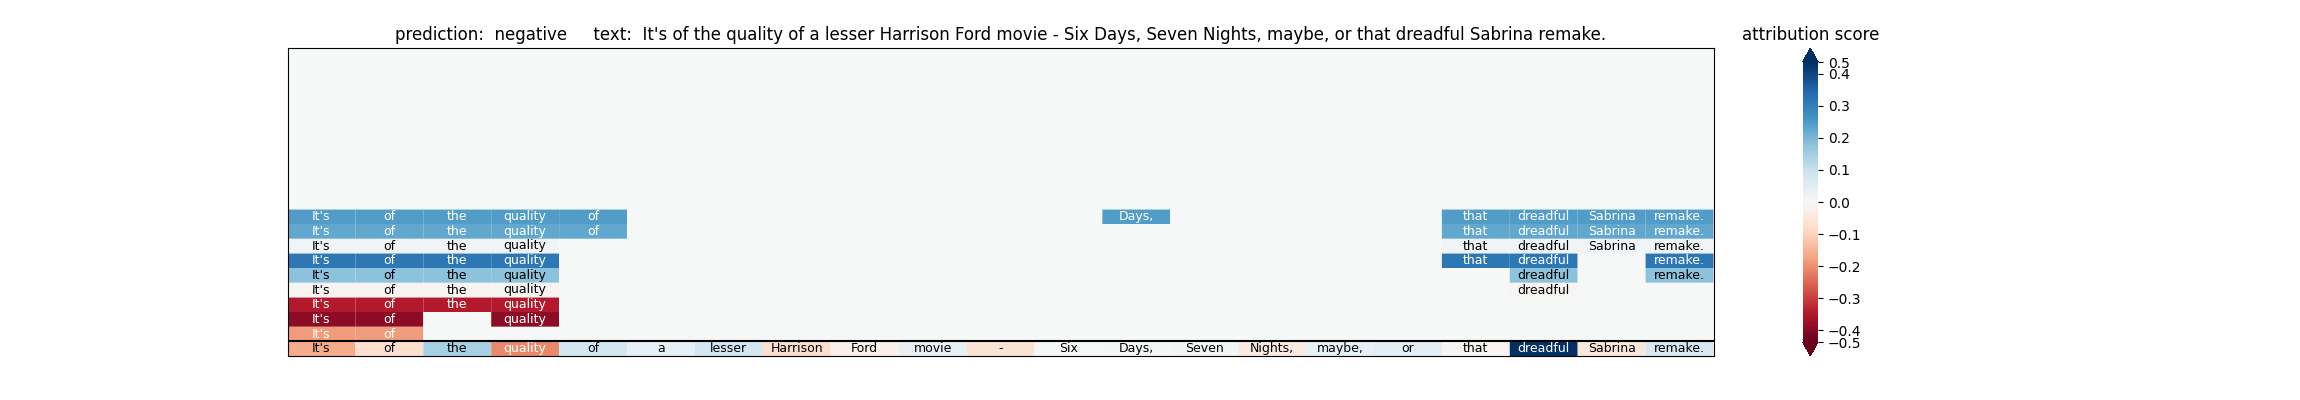 prediction:  negative     text:  It's of the quality of a lesser Harrison Ford movie - Six Days, Seven Nights, maybe, or that dreadful Sabrina remake.
attribution score
0.5
0.4
0.3
0.2
0.1
0.0
−0.1
−0.2
−0.3
−0.4
−0.5
It's of the quality of Days, that dreadful Sabrina remake.
It's of the quality of that dreadful Sabrina remake.
It's of the quality that dreadful Sabrina remake.
It's of the quality that dreadful remake.
It's of the quality dreadful remake.
It's of the quality dreadful
It's of the quality
It's of quality
It's of
It's of the quality of a lesser Harrison Ford movie - Six Days, Seven Nights, maybe, or that dreadful Sabrina remake.